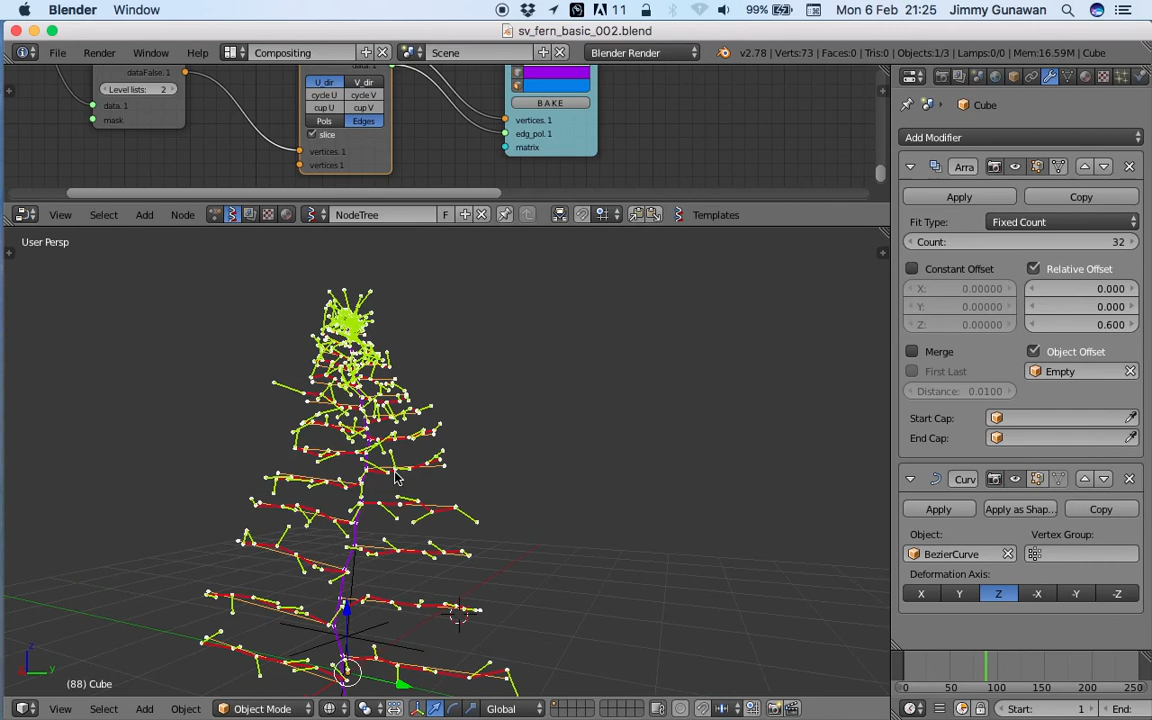 Blender Window 11 99% Mon 6 Feb 21:25 Jimmy Gunawan
sv_fern_basic_002.blend
File Render Window Help Compositing Scene Blender Render v2.78 | Verts:73 | Faces:0 | Tris:0 | Objects:1/3 | Lamps:0/0 | Mem:16.59M | Cube
dataFalse. 1
Level lists: 2
data. 1
mask
data. 1
U_dir V_dir
cycle U cycle V
cup U cup V
Pols Edges
slice
vertices. 1
vertices 1
BAKE
vertices. 1
edg_pol. 1
matrix
View Select Add Node NodeTree F Templates
User Persp
(88) Cube
View Select Add Object Object Mode Global
Cube
Add Modifier
Arra
Apply Copy
Fit Type: Fixed Count
Count: 32
Constant Offset Relative Offset
X: 0.00000 0.000
Y: 0.00000 0.000
Z: 0.00000 0.600
Merge Object Offset
First Last Empty
Distance: 0.0100
Start Cap:
End Cap:
Curv
Apply Apply as Shap... Copy
Object: Vertex Group:
BezierCurve
Deformation Axis:
X Y Z -X -Y -Z
0 50 100 150 200 250
Start: 1 End:
z
y